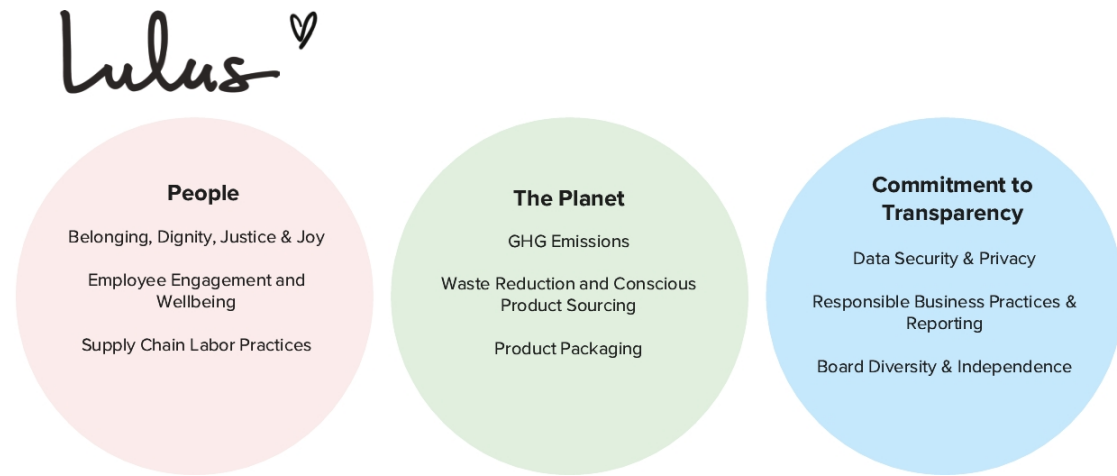 Lulus
People
Belonging, Dignity, Justice & Joy
Employee Engagement and
Wellbeing
Supply Chain Labor Practices
The Planet
GHG Emissions
Waste Reduction and Conscious
Product Sourcing
Product Packaging
Commitment to
Transparency
Data Security & Privacy
Responsible Business Practices &
Reporting
Board Diversity & Independence